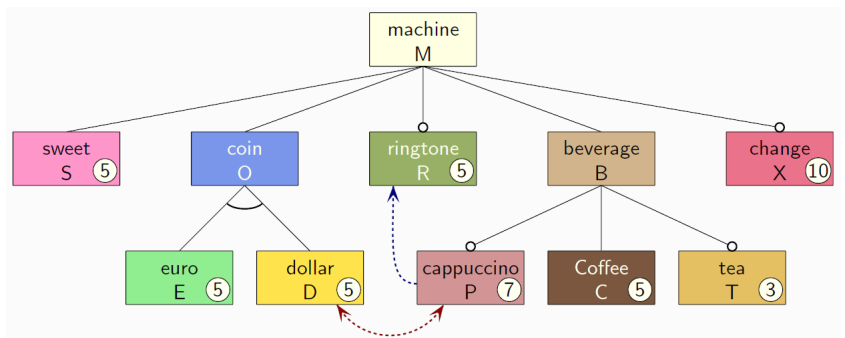 machine
M
sweet
S 5
coin
O
ringtone
R 5
beverage
B
change
X 10
euro
E 5
dollar
D 5
cappuccino
P 7
Coffee
C 5
tea
T 3